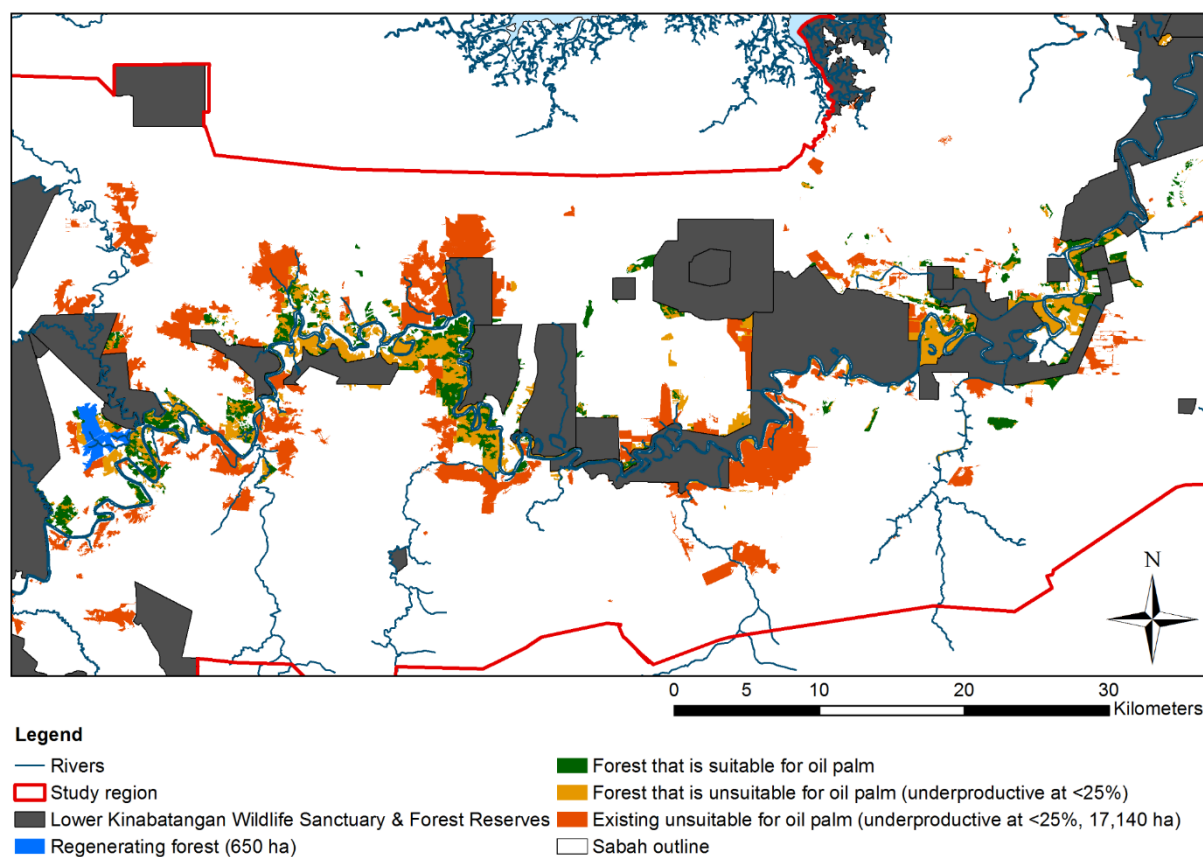 N
0 5 10 20 30
Kilometers
Legend
Rivers
Study region
Lower Kinabatangan Wildlife Sanctuary & Forest Reserves
Regenerating forest (650 ha)
Forest that is suitable for oil palm
Forest that is unsuitable for oil palm (underproductive at <25%)
Existing unsuitable for oil palm (underproductive at <25%, 17,140 ha)
Sabah outline